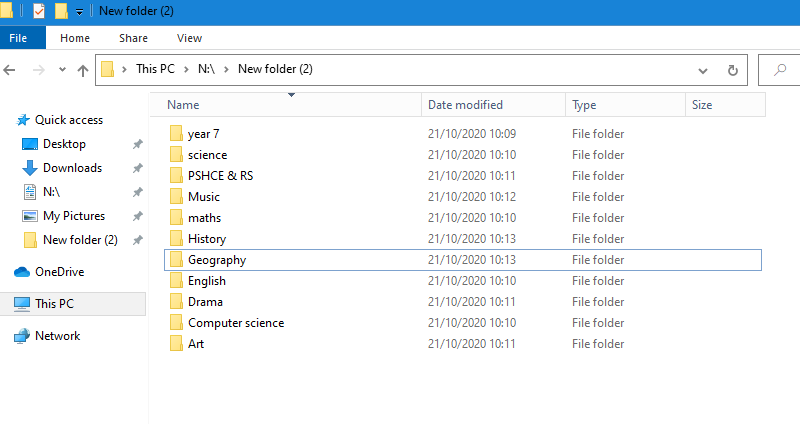 New folder (2)
File Home Share View
This PC N:\ New folder (2)
Name Date modified Type Size
Quick access
Desktop
Downloads
N:\
My Pictures
New folder (2)
OneDrive
This PC
Network
year 7 21/10/2020 10:09 File folder
science 21/10/2020 10:10 File folder
PSHCE & RS 21/10/2020 10:11 File folder
Music 21/10/2020 10:12 File folder
maths 21/10/2020 10:10 File folder
History 21/10/2020 10:13 File folder
Geography 21/10/2020 10:13 File folder
English 21/10/2020 10:10 File folder
Drama 21/10/2020 10:11 File folder
Computer science 21/10/2020 10:10 File folder
Art 21/10/2020 10:11 File folder